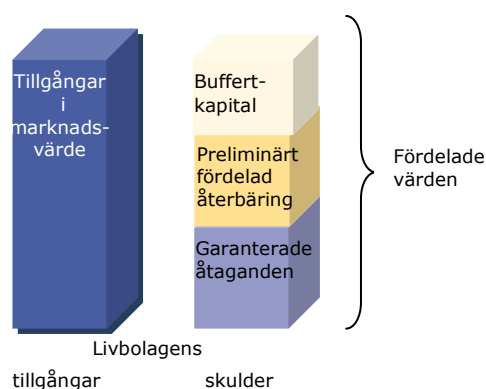 Tillgångar
i
marknads-
värde
Buffert-
kapital
Preliminärt
fördelad
återbäring
Garanterade
åtaganden
Fördelade
värden
Livbolagens
tillgångar
skulder